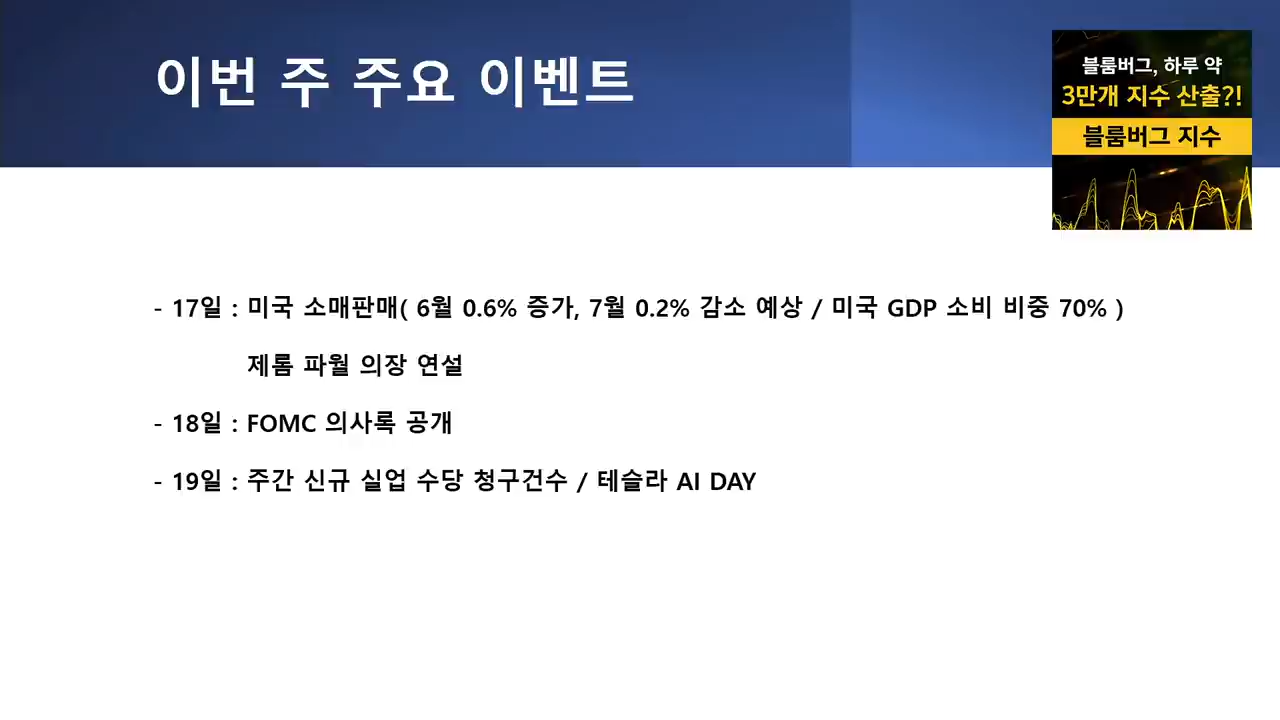 이번 주 주요 이벤트
블룸버그, 하루 약
3만개 지수 산출?!
블룸버그 지수
- 17일 : 미국 소매판매( 6월 0.6% 증가, 7월 0.2% 감소 예상 / 미국 GDP 소비 비중 70% )
제롬 파월 의장 연설
- 18일 : FOMC 의사록 공개
- 19일 : 주간 신규 실업 수당 청구건수 / 테슬라 AI DAY